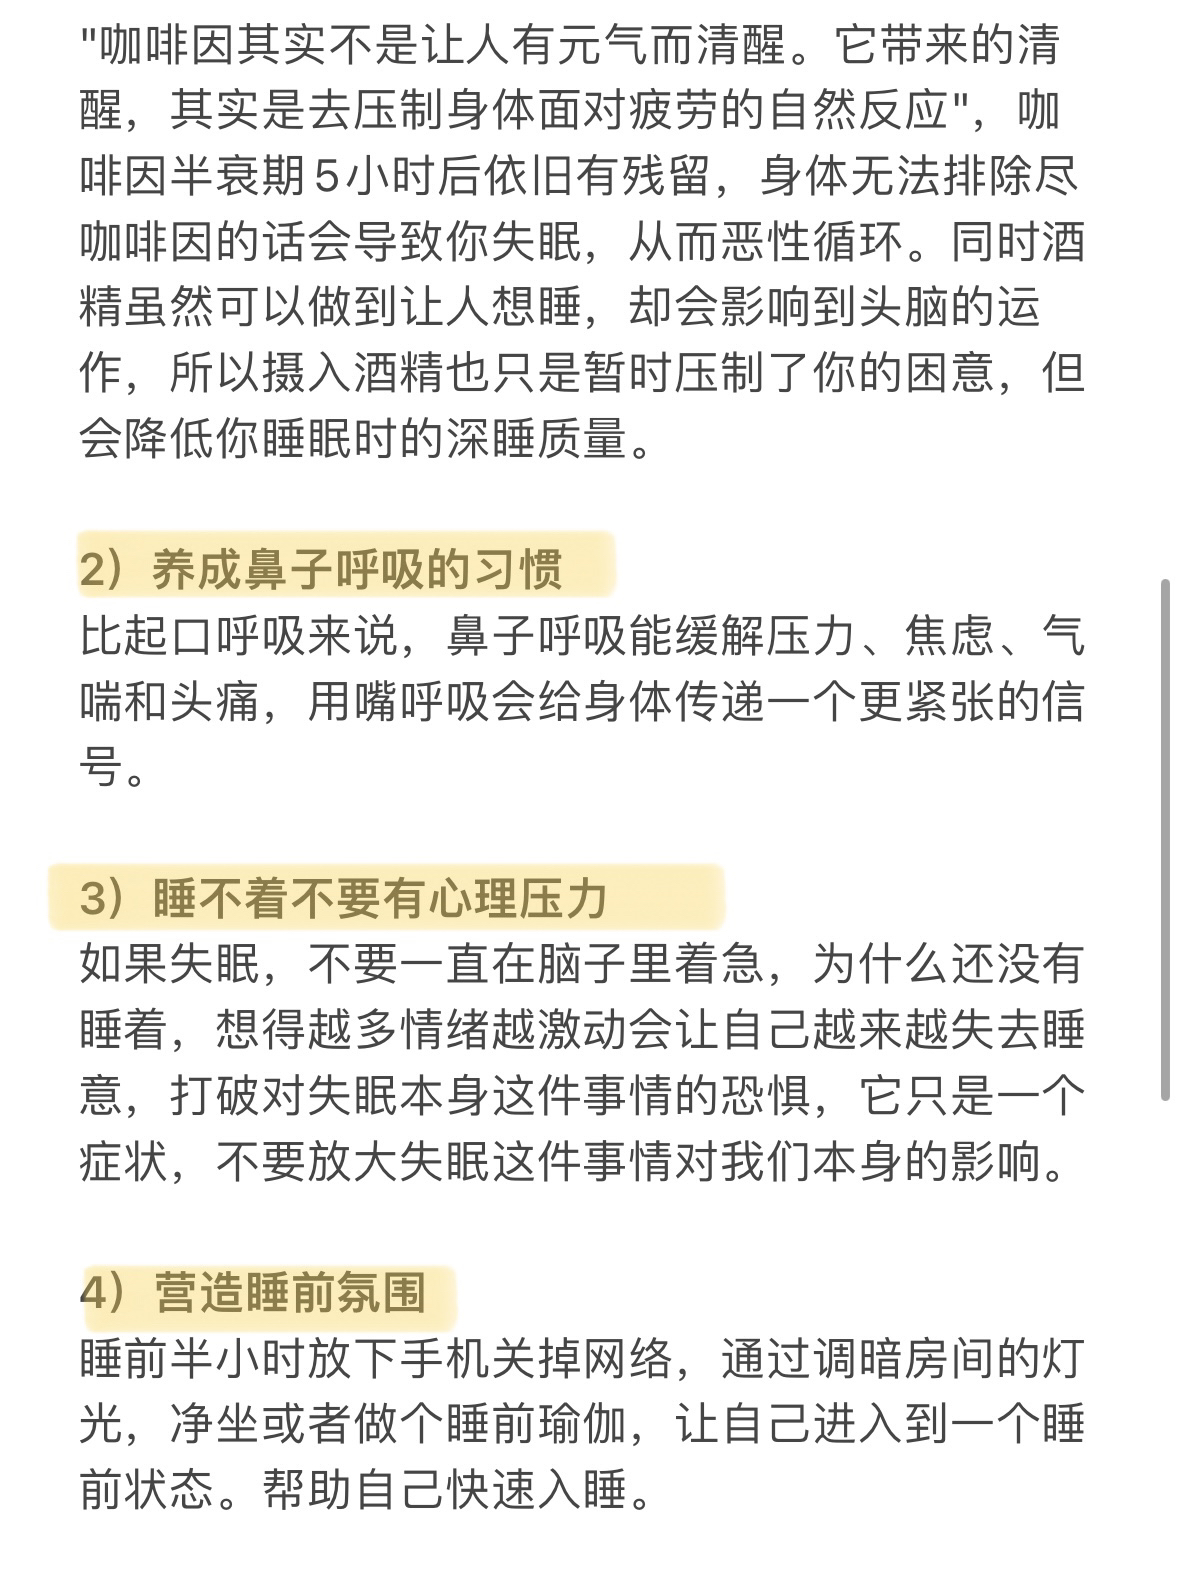 "咖啡因其实不是让人有元气而清醒。它带来的清
醒，其实是去压制身体面对疲劳的自然反应"，咖
啡因半衰期5小时后依旧有残留，身体无法排除尽
咖啡因的话会导致你失眠，从而恶性循环。同时酒
精虽然可以做到让人想睡，却会影响到头脑的运
作，所以摄入酒精也只是暂时压制了你的困意，但
会降低你睡眠时的深睡质量。
2）养成鼻子呼吸的习惯
比起口呼吸来说，鼻子呼吸能缓解压力、焦虑、气
喘和头痛，用嘴呼吸会给身体传递一个更紧张的信
号。
3）睡不着不要有心理压力
如果失眠，不要一直在脑子里着急，为什么还没有
睡着，想得越多情绪越激动会让自己越来越失去睡
意，打破对失眠本身这件事情的恐惧，它只是一个
症状，不要放大失眠这件事情对我们本身的影响。
4）营造睡前氛围
睡前半小时放下手机关掉网络，通过调暗房间的灯
光，净坐或者做个睡前瑜伽，让自己进入到一个睡
前状态。帮助自己快速入睡。